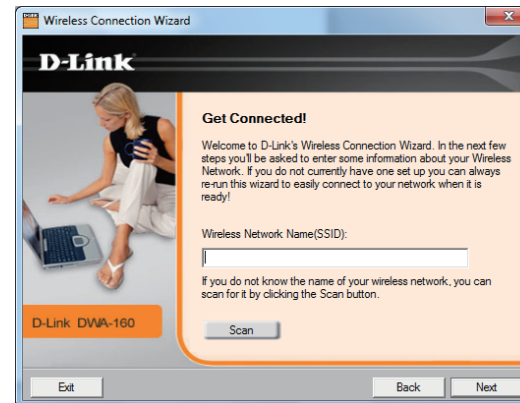 Wireless Connection Wizard
D-Link
Get Connected!
Welcome to D-Link's Wireless Connection Wizard. In the next few
steps you'll be asked to enter some information about your Wireless
Network. If you do not currently have one set up you can always
re-run this wizard to easily connect to your network when it is
ready!
Wireless Network Name(SSID):
If you do not know the name of your wireless network, you can
scan for it by clicking the Scan button.
D-Link DWA-160
Scan
Exit
Back
Next